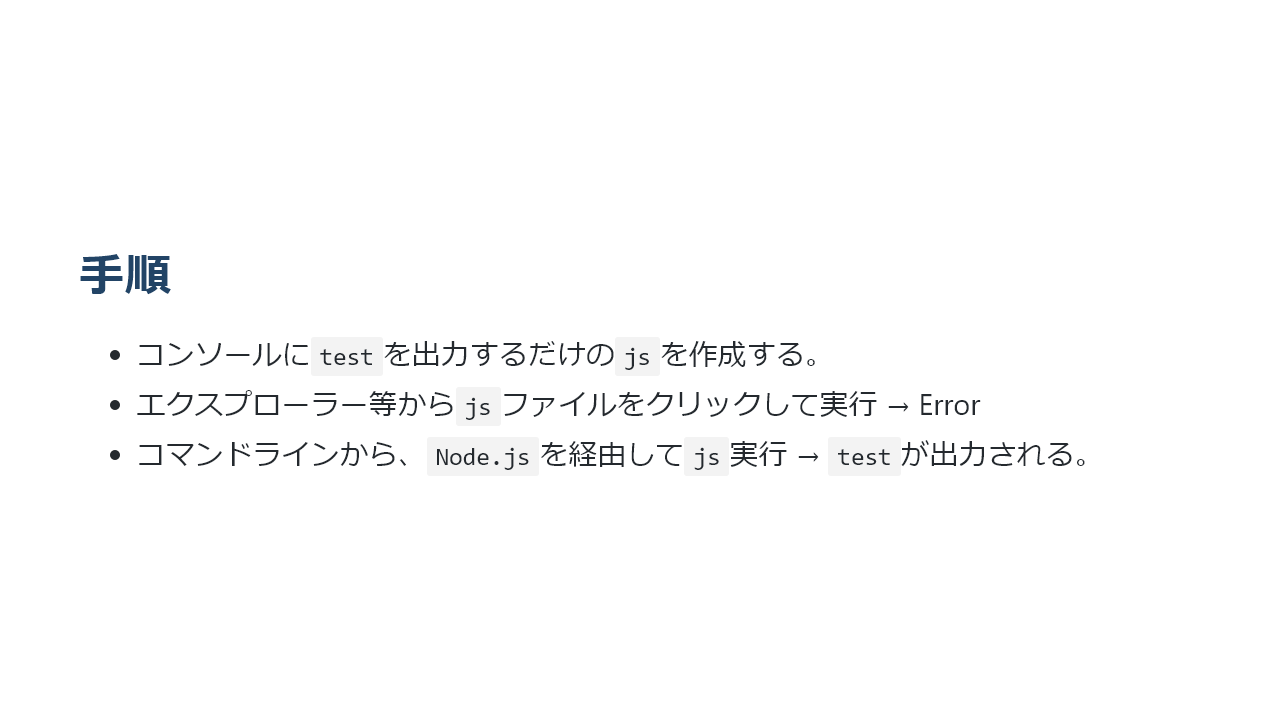 手順
コンソールにtestを出力するだけのjsを作成する。
エクスプローラー等からjsファイルをクリックして実行 → Error
コマンドラインから、Node.jsを経由してjs実行 → testが出力される。